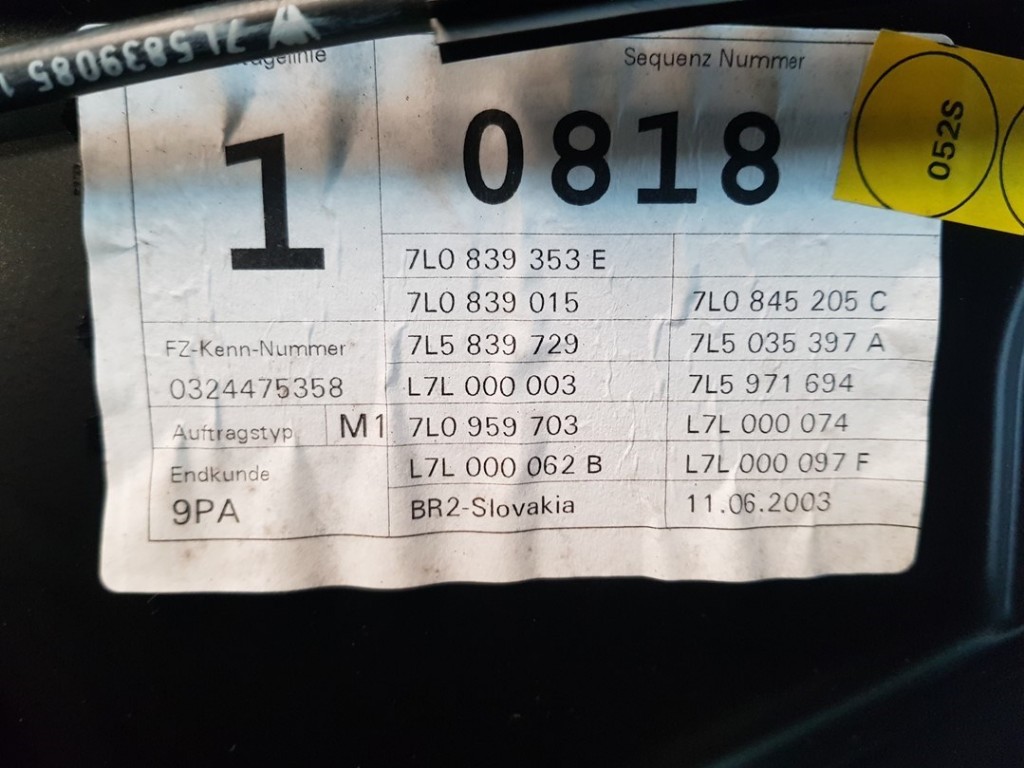 7L5839085
Sequenz Nummer
1
0818
052S
7L0 839 353 E
7L0 839 015
7L0 845 205 C
FZ-Kenn-Nummer
7L5 839 729
7L5 035 397 A
0324475358
L7L 000 003
7L5 971 694
Auftragstyp M1
7L0 959 703
L7L 000 074
Endkunde
L7L 000 062 B
L7L 000 097 F
9PA
BR2-Slovakia
11.06.2003